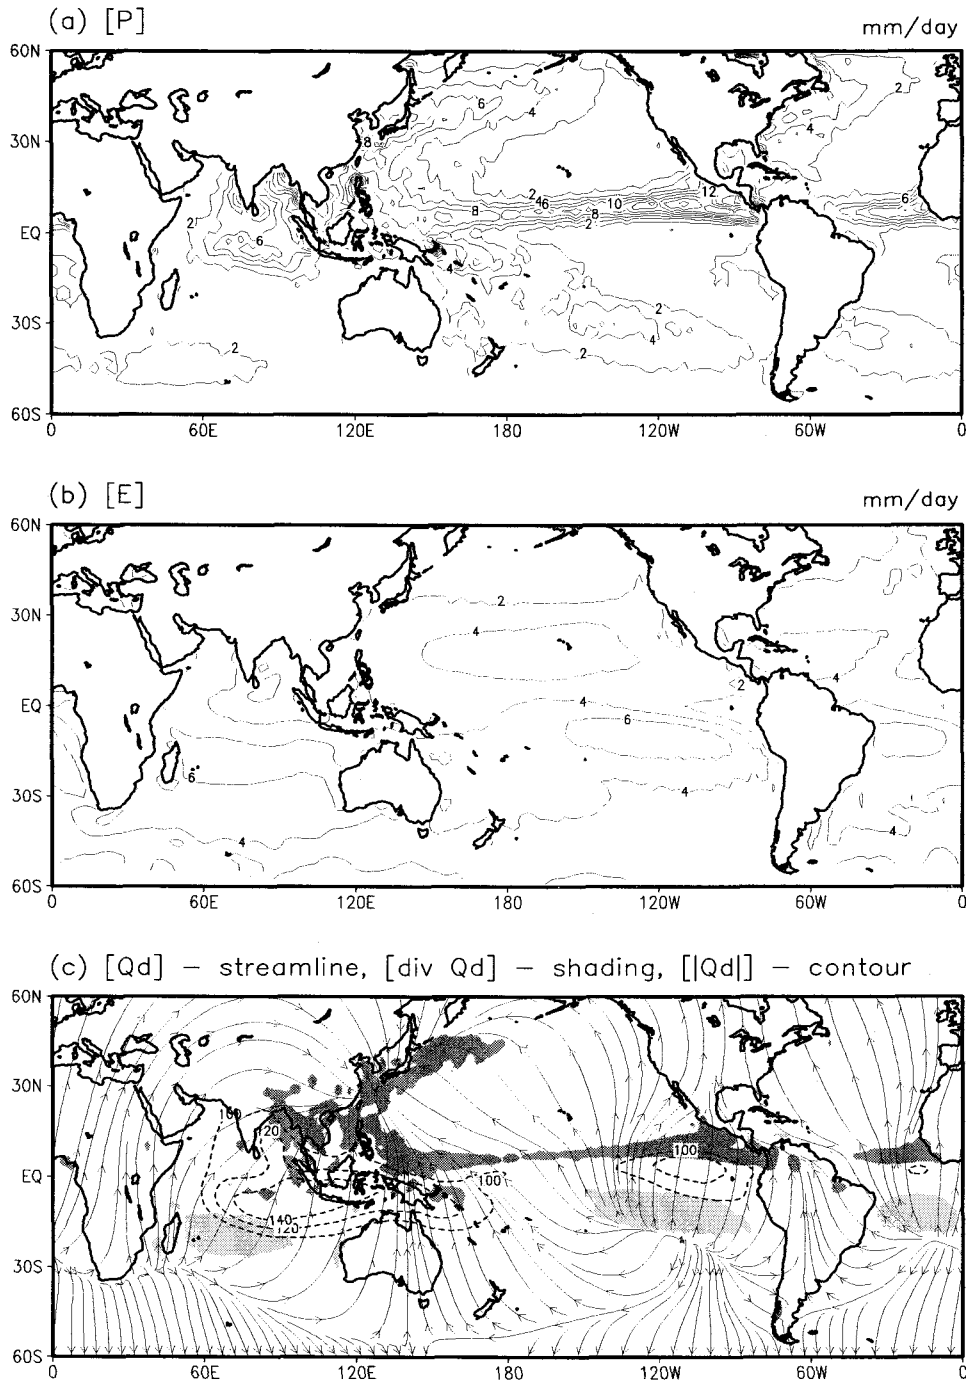 (a) [P]
mm/day
60N
6
2
4
4
8
30N
2
12
246
10
6
8
2
6
8
EQ
2
4
2
30S
2
4
2
60S
0
60E
120E
180
120W
60W
0
(b) [E]
mm/day
60N
2
30N
4
4
2
4
EQ
6
6
30S
4
4
4
60S
0
60E
120E
180
120W
60W
0
(c) [Qd] – streamline, [div Qd] – shading, [|Qd|] – contour
60N
30N
160
20
100
EQ
100
140
120
30S
60S
0
60E
120E
180
120W
60W
0